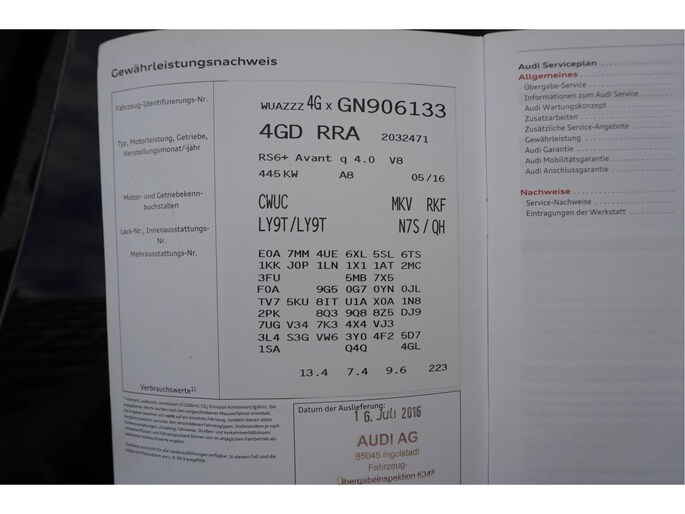 Gewährleistungsnachweis
Fahrzeug-Identifizierungs-Nr.
WUAZZZ 4G x GN906133
4GD RRA 2032471
Typ, Motorleistung, Getriebe,
Herstellungsmonat/-jahr
RS6+ Avant q 4.0 V8
445 KW A8 05/16
Motor- und Getriebekenn-
buchstaben
CWUC MKV RKF
Lack-Nr., Innenausstattungs-
Nr.
LY9T/LY9T N7S/QH
Mehrausstattungs-Nr.
E0A 7MM 4UE 6XL 5SL 6TS
1KK J0P 1LN 1X1 1AT 2MC
3FU 5MB 7X5
F0A 9G5 0G7 0YN 0JL
TV7 5KU 8IT U1A X0A 1N8
2PK 8Q3 9Q8 8Z5 DJ9
7UG V34 7K3 4X4 VJ3
3L4 S3G VW6 3Y0 4F2 5D7
1SA Q4Q 4GL
13.4 7.4 9.6 223
Verbrauchswerte1)
Datum der Auslieferung:
16. Juli 2016
AUDI AG
85045 Ingolstadt
Fahrzeug-
Übergabeinspektion
Audi Serviceplan
Allgemeines
Übergabe-Service
Informationen zum Audi Service
Audi Wartungskonzept
Zusatzarbeiten
Zusätzliche Service-Angebote
Gewährleistung
Audi Garantie
Audi Mobilitätsgarantie
Audi Anschlussgarantie
Nachweise
Service-Nachweise
Eintragungen der Werkstatt